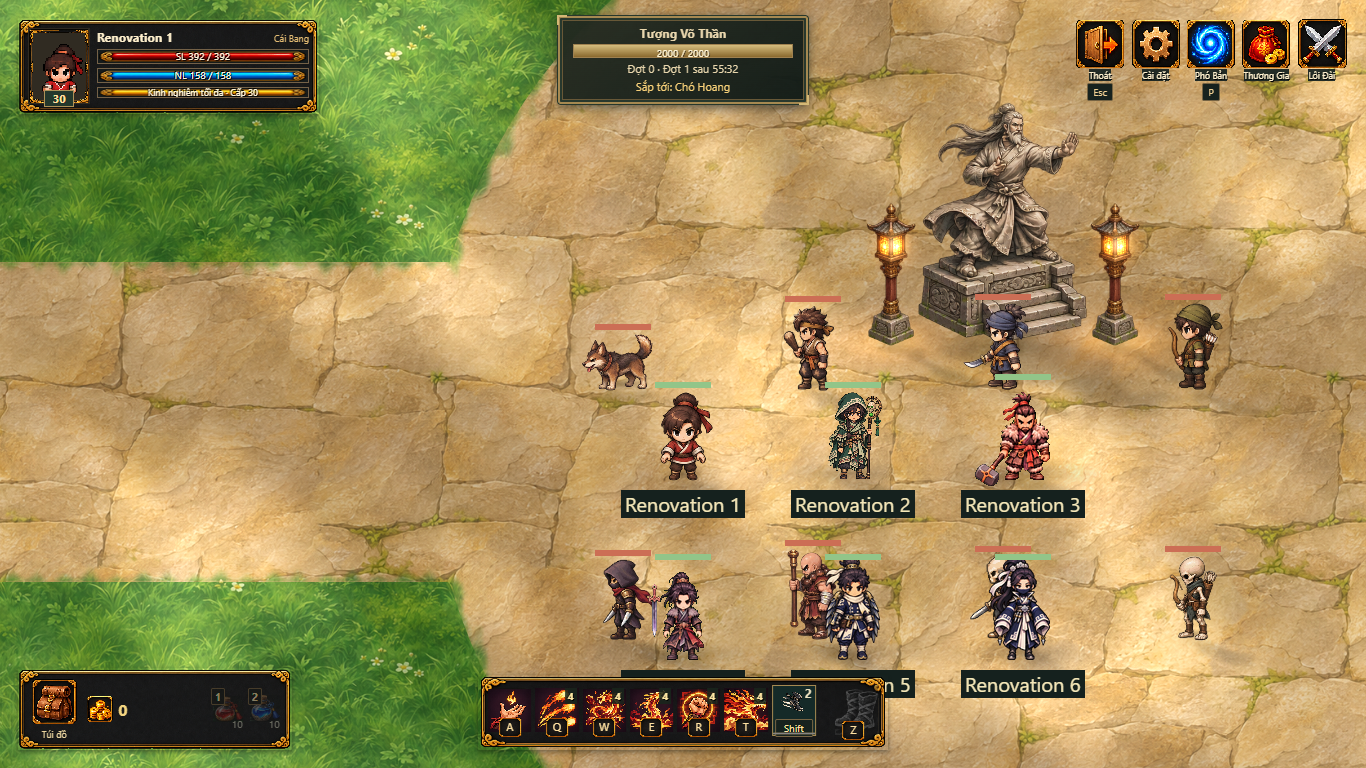 Renovation 1
Cái Bang
SL 392 / 392
NL 158 / 158
30
Kinh nghiệm tối đa - Cấp 30
Tượng Võ Thần
2000 / 2000
Đợt 0 · Đợt 1 sau 55:32
Sắp tới: Chó Hoang
Thoát
Cài đặt
Phó Bản
Thương Gia
Lôi Đài
Esc
P
Renovation 1
Renovation 2
Renovation 3
n 5
Renovation 6
Túi đồ
0
1
10
2
10
A
4
Q
4
W
4
E
4
R
4
T
2
Shift
Z